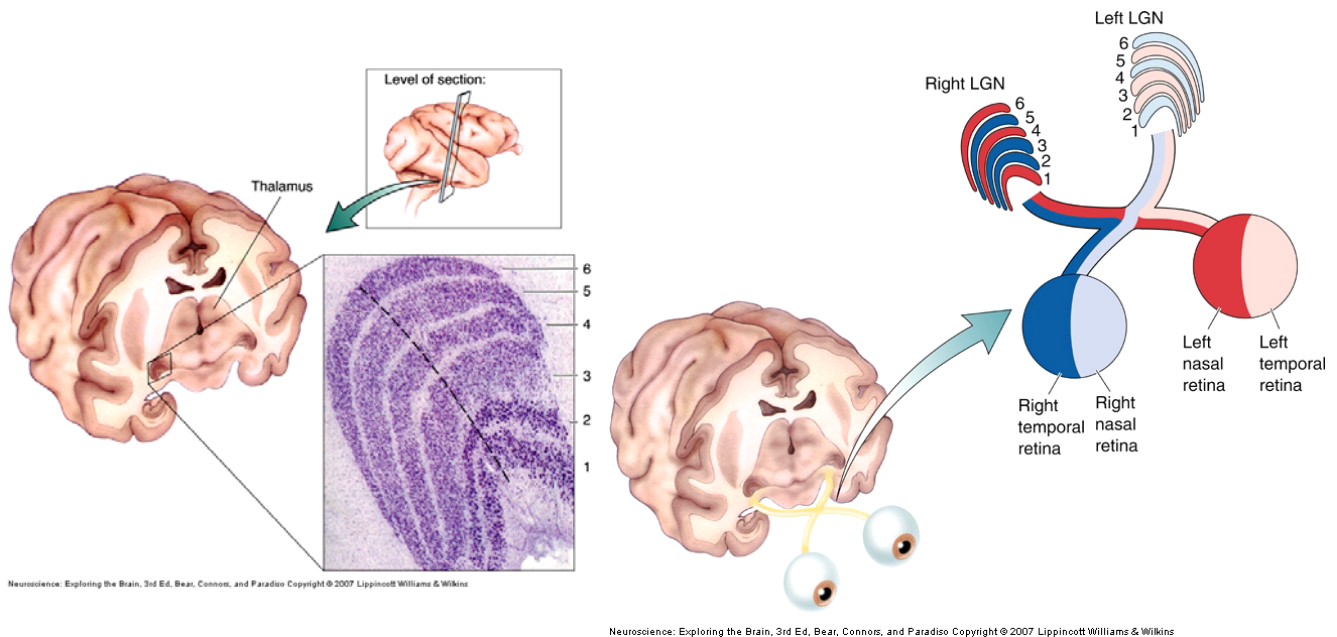 Level of section:
Thalamus
6
5
4
3
2
1
Neuroscience: Exploring the Brain, 3rd Ed, Bear, Connors, and Paradiso Copyright © 2007 Lippincott Williams & Wilkins
Left LGN
6
5
4
3
2
1
Right LGN
6
5
4
3
2
1
Left
nasal
retina
Left
temporal
retina
Right
temporal
retina
Right
nasal
retina
Neuroscience: Exploring the Brain, 3rd Ed, Bear, Connors, and Paradiso Copyright © 2007 Lippincott Williams & Wilkins